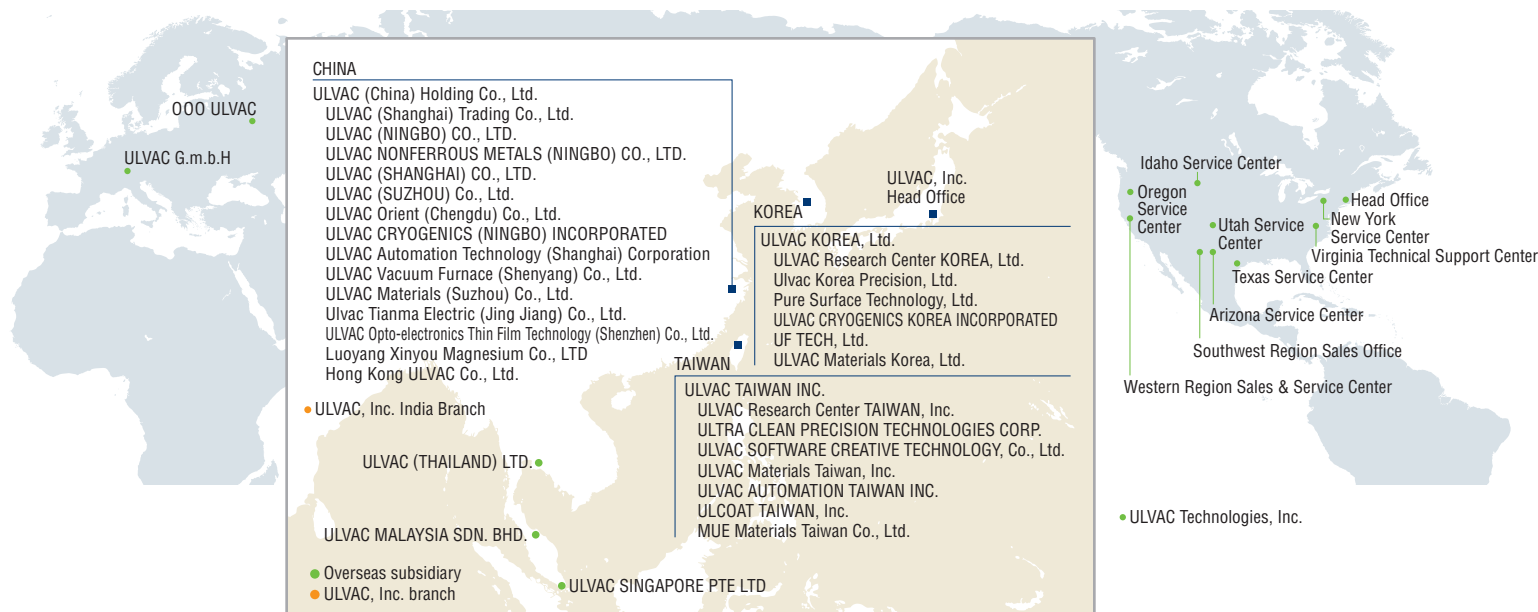 OOO ULVAC
ULVAC G.m.b.H
CHINA
ULVAC (China) Holding Co., Ltd.
ULVAC (Shanghai) Trading Co., Ltd.
ULVAC (NINGBO) CO., LTD.
ULVAC NONFERROUS METALS (NINGBO) CO., LTD.
ULVAC (SHANGHAI) CO., LTD.
ULVAC (SUZHOU) Co., Ltd.
ULVAC Orient (Chengdu) Co., Ltd.
ULVAC CRYOGENICS (NINGBO) INCORPORATED
ULVAC Automation Technology (Shanghai) Corporation
ULVAC Vacuum Furnace (Shenyang) Co., Ltd.
ULVAC Materials (Suzhou) Co., Ltd.
Ulvac Tianma Electric (Jing Jiang) Co., Ltd.
ULVAC Opto-electronics Thin Film Technology (Shenzhen) Co., Ltd.
Luoyang Xinyou Magnesium Co., LTD
Hong Kong ULVAC Co., Ltd.
ULVAC, Inc.
Head Office
KOREA
ULVAC KOREA, Ltd.
ULVAC Research Center KOREA, Ltd.
Ulvac Korea Precision, Ltd.
Pure Surface Technology, Ltd.
ULVAC CRYOGENICS KOREA INCORPORATED
UF TECH, Ltd.
ULVAC Materials Korea, Ltd.
TAIWAN
ULVAC TAIWAN INC.
ULVAC Research Center TAIWAN, Inc.
ULTRA CLEAN PRECISION TECHNOLOGIES CORP.
ULVAC SOFTWARE CREATIVE TECHNOLOGY, Co., Ltd.
ULVAC Materials Taiwan, Inc.
ULVAC AUTOMATION TAIWAN INC.
ULCOAT TAIWAN, Inc.
MUE Materials Taiwan Co., Ltd.
ULVAC, Inc. India Branch
ULVAC (THAILAND) LTD.
ULVAC MALAYSIA SDN. BHD.
ULVAC SINGAPORE PTE LTD
Overseas subsidiary
ULVAC, Inc. branch
Idaho Service Center
Oregon
Service
Center
Utah Service
Center
Head Office
New York
Service Center
Virginia Technical Support Center
Texas Service Center
Arizona Service Center
Southwest Region Sales Office
Western Region Sales & Service Center
ULVAC Technologies, Inc.